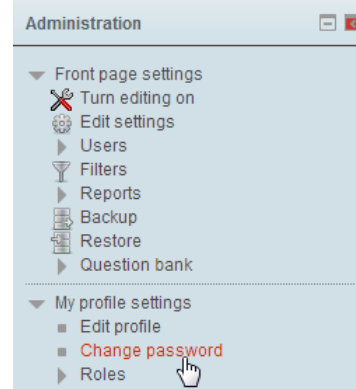 Administration
Front page settings
Turn editing on
Edit settings
Users
Filters
Reports
Backup
Restore
Question bank
My profile settings
Edit profile
Change password
Roles